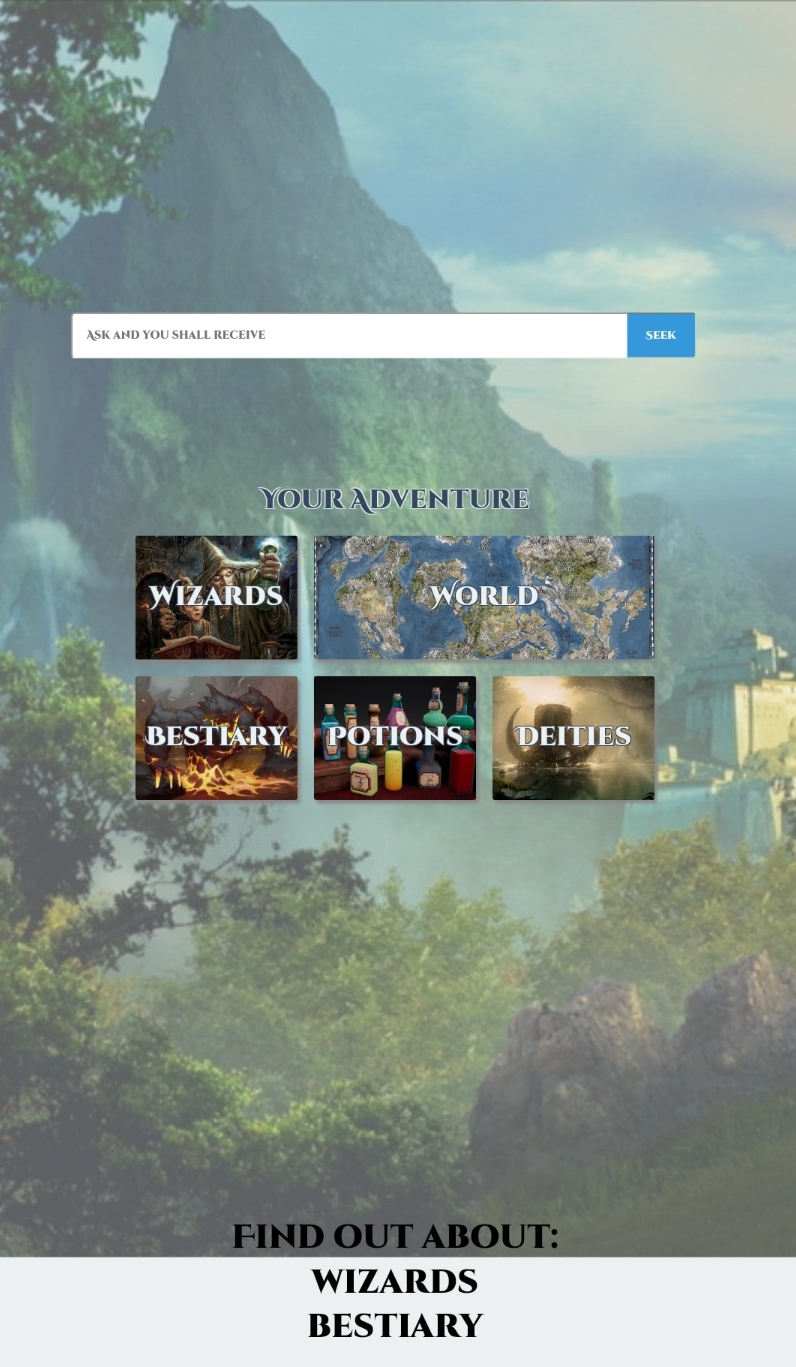 Ask and you shall receive
Seek
Your Adventure
Wizards
World
Bestiary
Potions
Deities
Find out about:
Wizards
Bestiary